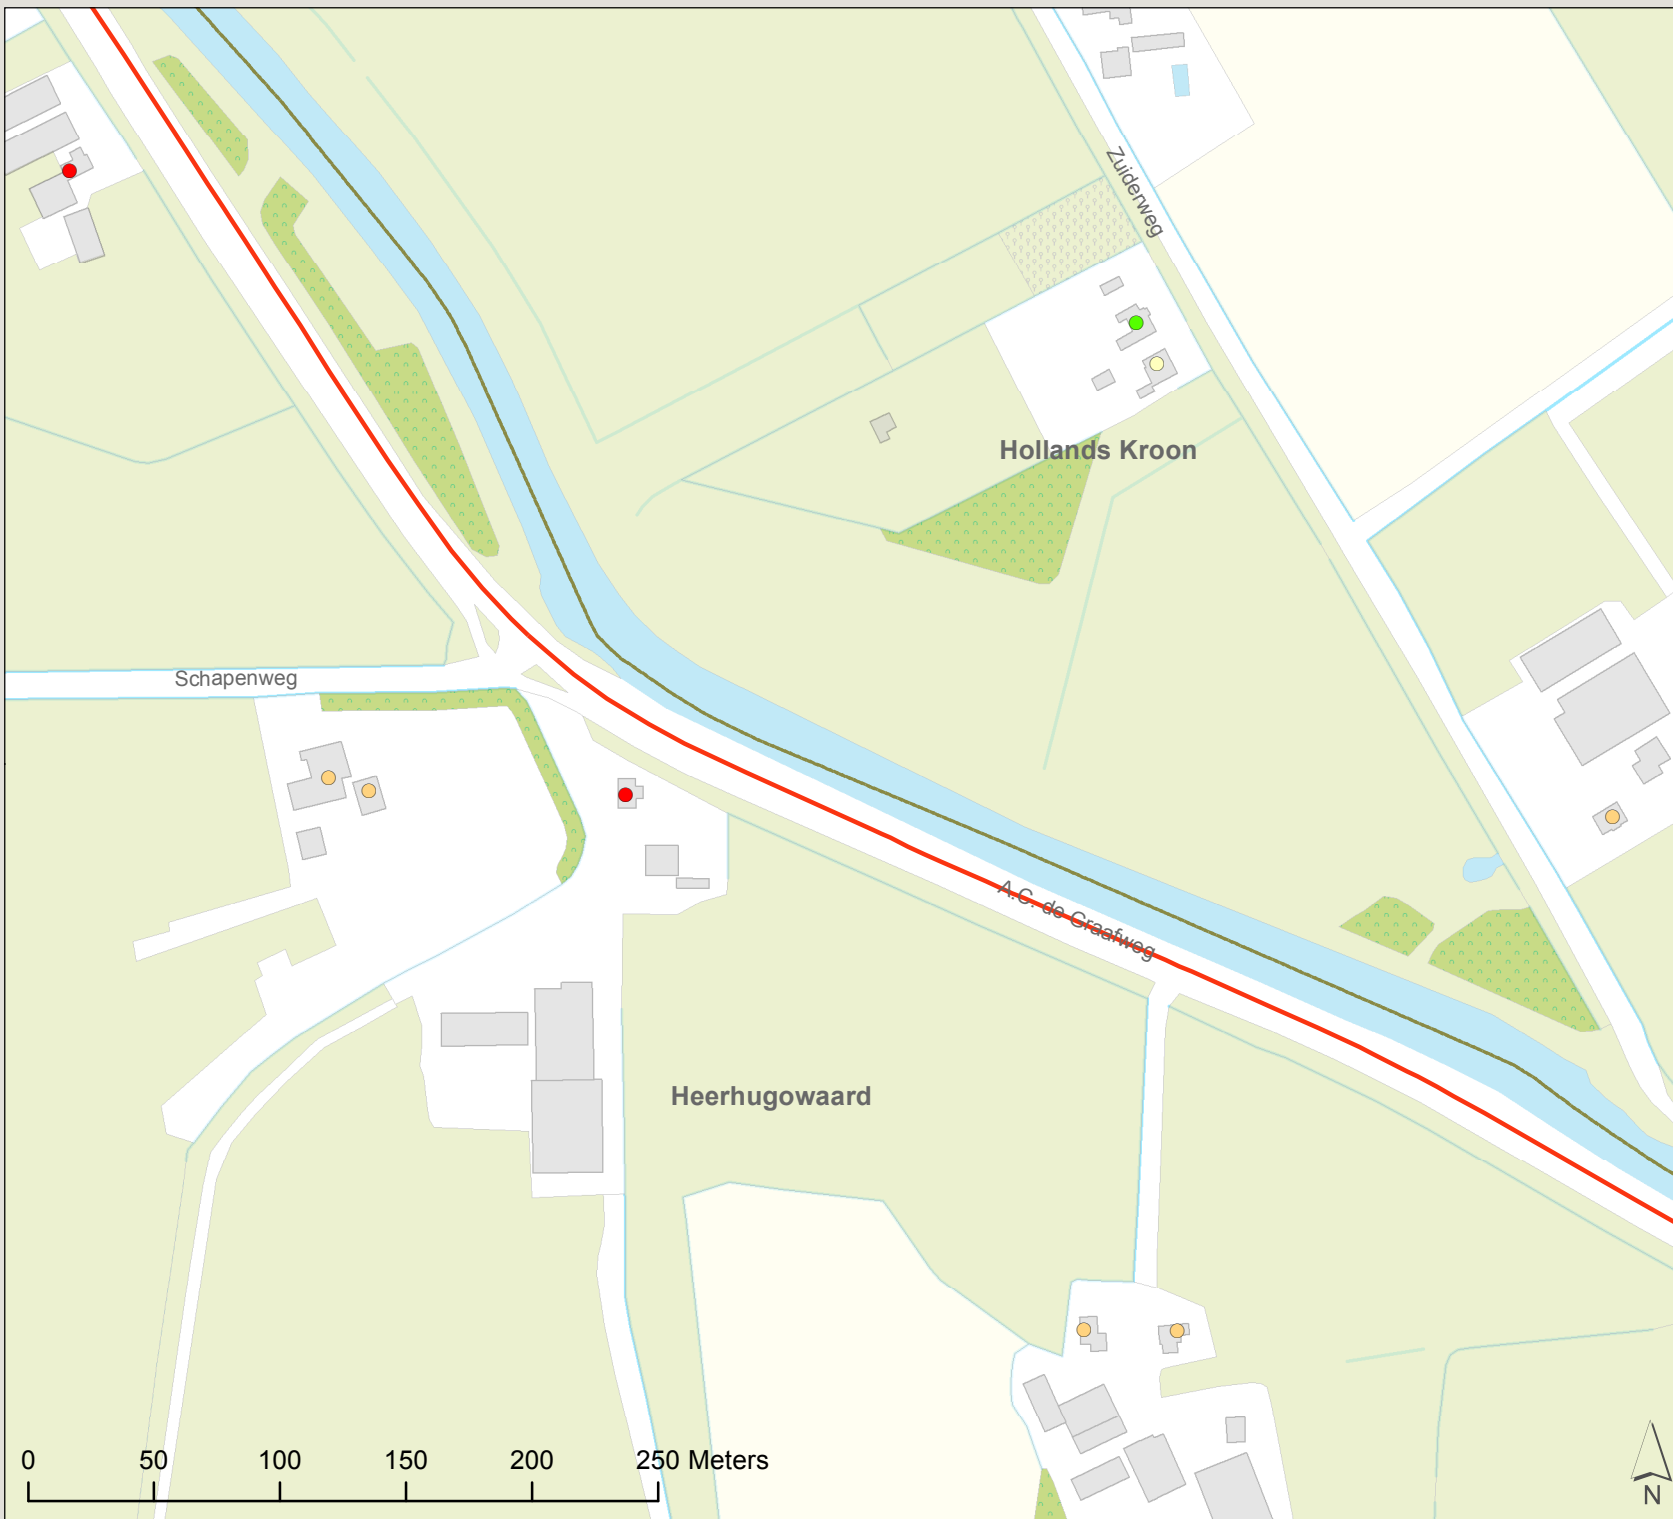 Zuiderweg
Hollands Kroon
Schapenweg
A.C. de Graafweg
Heerhugowaard
0 50 100 150 200 250 Meters
N